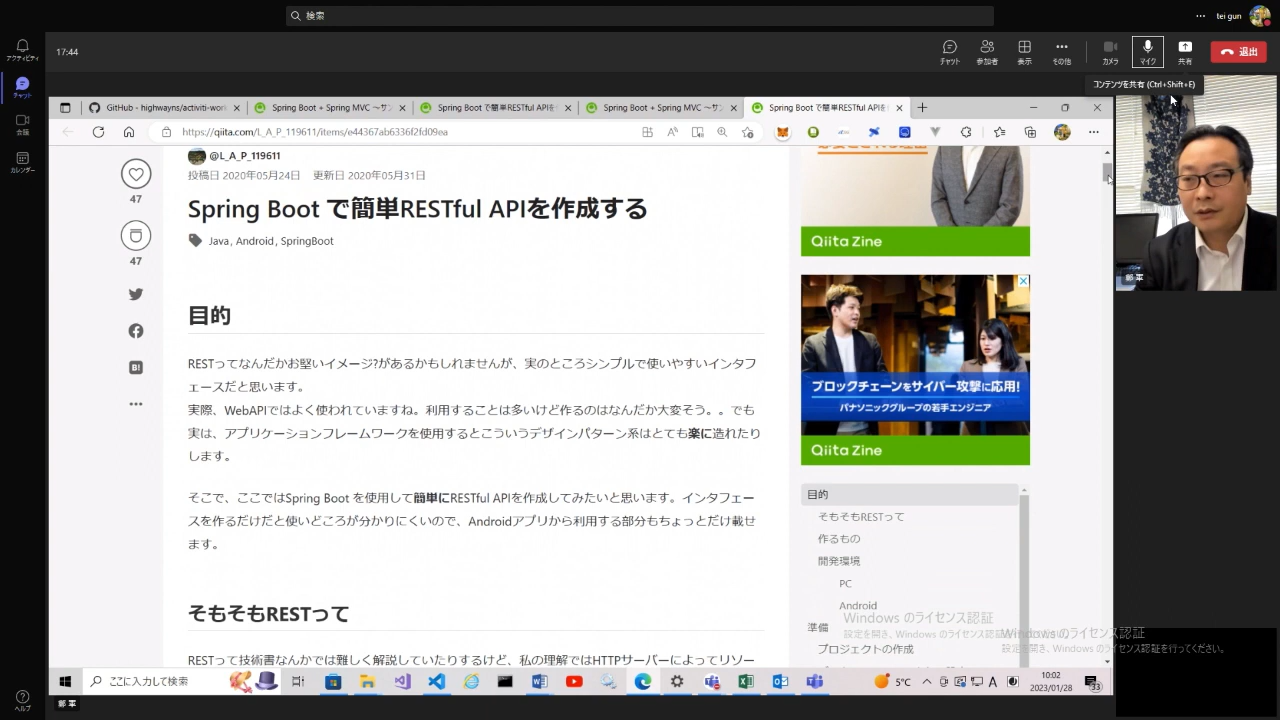 検索
tei gun
アクティビティ
チャット
会議
カレンダー
ヘルプ
17:44
チャット
参加者
表示
その他
カメラ
マイク
共有
退出
コンテンツを共有 (Ctrl+Shift+E)
GitHub - highwayns/activiti-wor
Spring Boot + Spring MVC ～サン
Spring Boot で簡単RESTful APIを
Spring Boot + Spring MVC ～サン
Spring Boot で簡単RESTful APIを
@L_A_P_119611
投稿日 2020年05月24日 更新日 2020年05月31日
Spring Boot で簡単RESTful APIを作成する
Java, Android, SpringBoot
47
47
B!
目的
RESTってなんだかお堅いイメージ?があるかもしれませんが、実のところシンプルで使いやすいインタフ
ェースだと思います。
実際、WebAPIではよく使われていますね。利用することは多いけど作るのはなんだか大変そう。。でも
実は、アプリケーションフレームワークを使用するとこういうデザインパターン系はとても楽に造れたり
します。
そこで、ここではSpring Boot を使用して簡単にRESTful APIを作成してみたいと思います。インタフェー
スを作るだけだと使いどころが分かりにくいので、Androidアプリから利用する部分もちょっとだけ載せ
ます。
そもそもRESTって
RESTって技術書なんかでは難しく解説していたりするけど、私の理解ではHTTPサーバーによってリソー
Qiita Zine
ブロックチェーンをサイバー攻撃に応用!
パナソニックグループの若手エンジニア
Qiita Zine
目的
そもそもRESTって
作るもの
開発環境
PC
Android
準備
プロジェクトの作成
Windows のライセンス認証
Windows のライセンス認証
設定を開き、Windows のライセンス認証を行ってください。
鄭 軍
ここに入力して検索
5°C
A
10:02
2023/01/28
33
鄭 軍